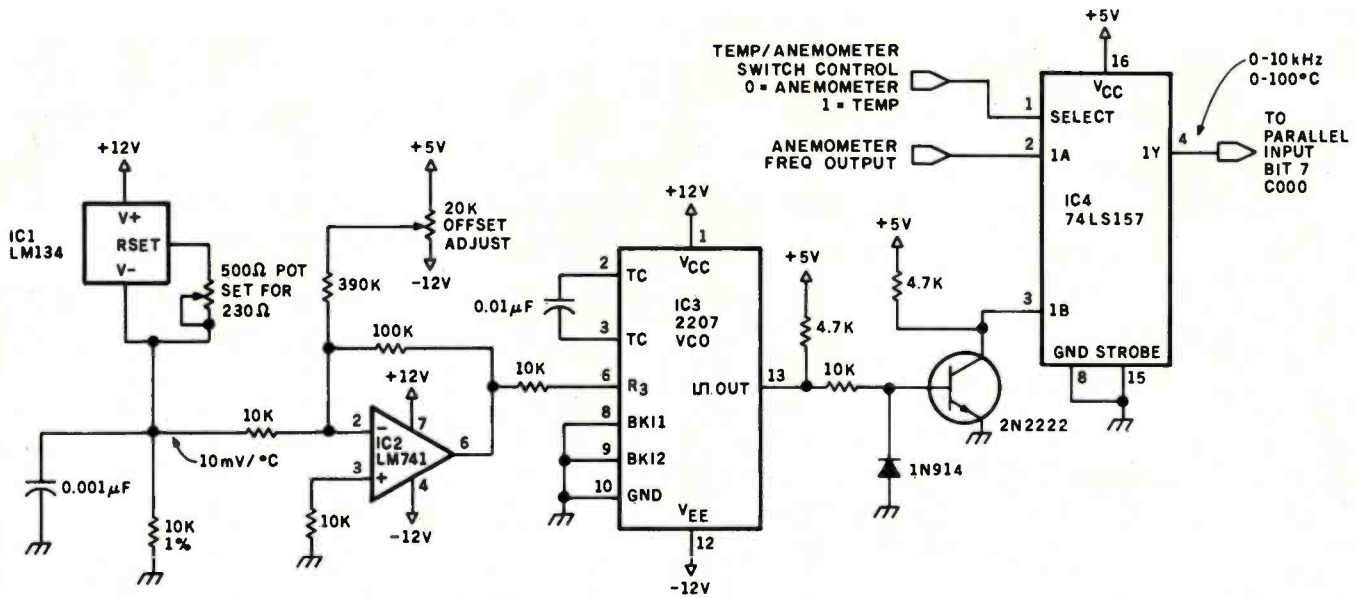 IC1
LM134
+12V
V+
RSET
V-
500Ω POT
SET FOR
230Ω
0.001µF
10mV/°C
10K
1%
10K
10K
+5V
20K
OFFSET
ADJUST
-12V
390K
100K
+12V
7
2
-
IC2
LM741
3
+
6
4
-12V
10K
+12V
1
VCC
2
TC
IC3
2207
VCO
0.01µF
3
TC
6
R3
OUT
13
8
BKI1
9
BKI2
10
GND
VEE
12
-12V
+5V
4.7K
10K
1N914
2N2222
+5V
4.7K
TEMP/ANEMOMETER
SWITCH CONTROL
0= ANEMOMETER
1 = TEMP
ANEMOMETER
FREQ OUTPUT
+5V
16
VCC
1
SELECT
2
1A
1Y
4
IC4
74LS157
3
1B
GND STROBE
8
15
0-10kHz
0-100°C
TO
PARALLEL
INPUT
BIT 7
C000